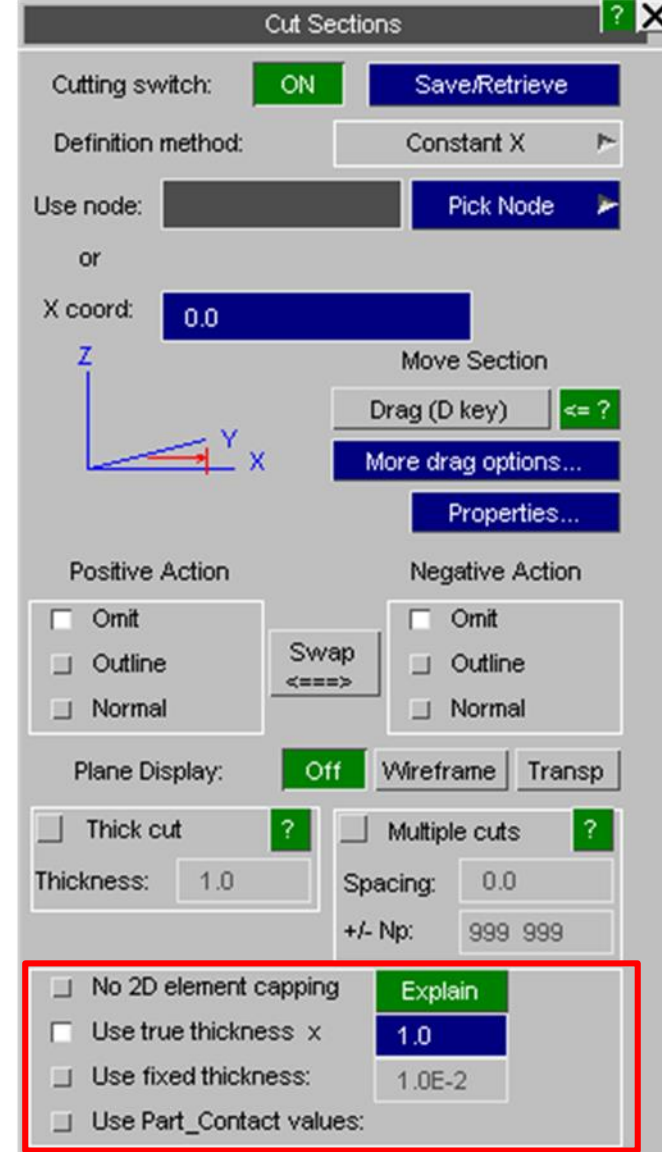 Cut Sections ? X
Cutting switch: ON Save/Retrieve
Definition method: Constant X
Use node: Pick Node
or
X coord: 0.0
Z
Y
X
Move Section
Drag (D key) <= ?
More drag options...
Properties...
Positive Action Negative Action
Omit Omit
Outline Swap Outline
<===>
Normal Normal
Plane Display: Off Wireframe Transp
Thick cut ? Multiple cuts ?
Thickness: 1.0 Spacing: 0.0
+/- Np: 999 999
No 2D element capping Explain
Use true thickness x 1.0
Use fixed thickness: 1.0E-2
Use Part_Contact values: